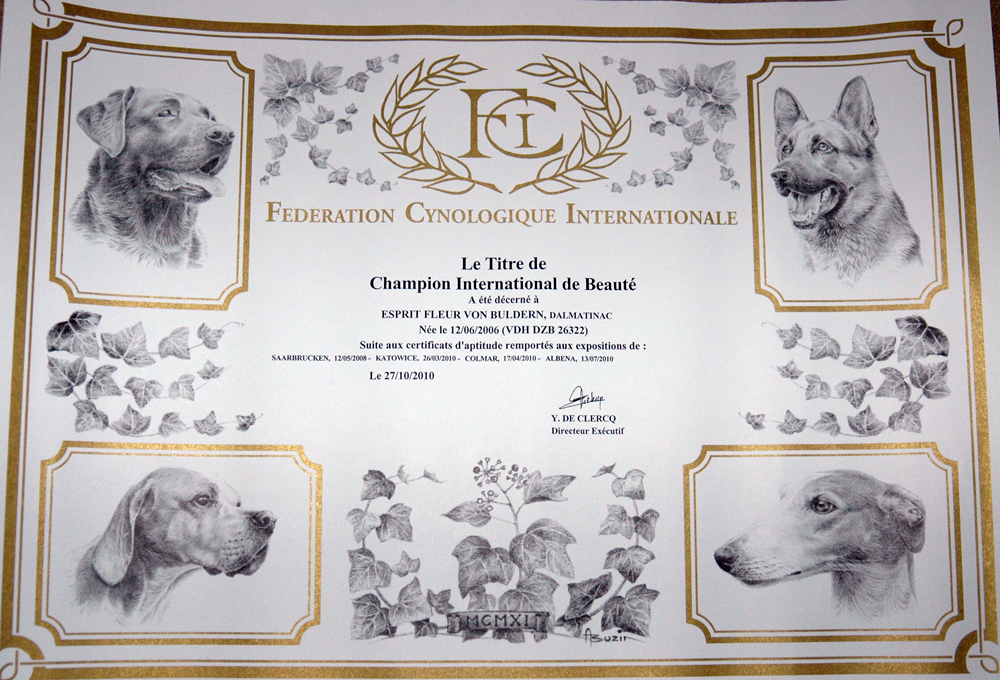 FCI
FEDERATION CYNOLOGIQUE INTERNATIONALE
Le Titre de
Champion International de Beauté
A été décerné à
ESPRIT FLEUR VON BULDERN, DALMATINAC
Née le 12/06/2006 (VDH DZB 26322)
Suite aux certificats d'aptitude remportés aux expositions de :
SAARBRUCKEN, 12/05/2008 - KATOWICE, 26/03/2010 - COLMAR, 17/04/2010 - ALBENA, 13/07/2010
Le 27/10/2010
Y. DE CLERCQ
Directeur Exécutif
MCMXI